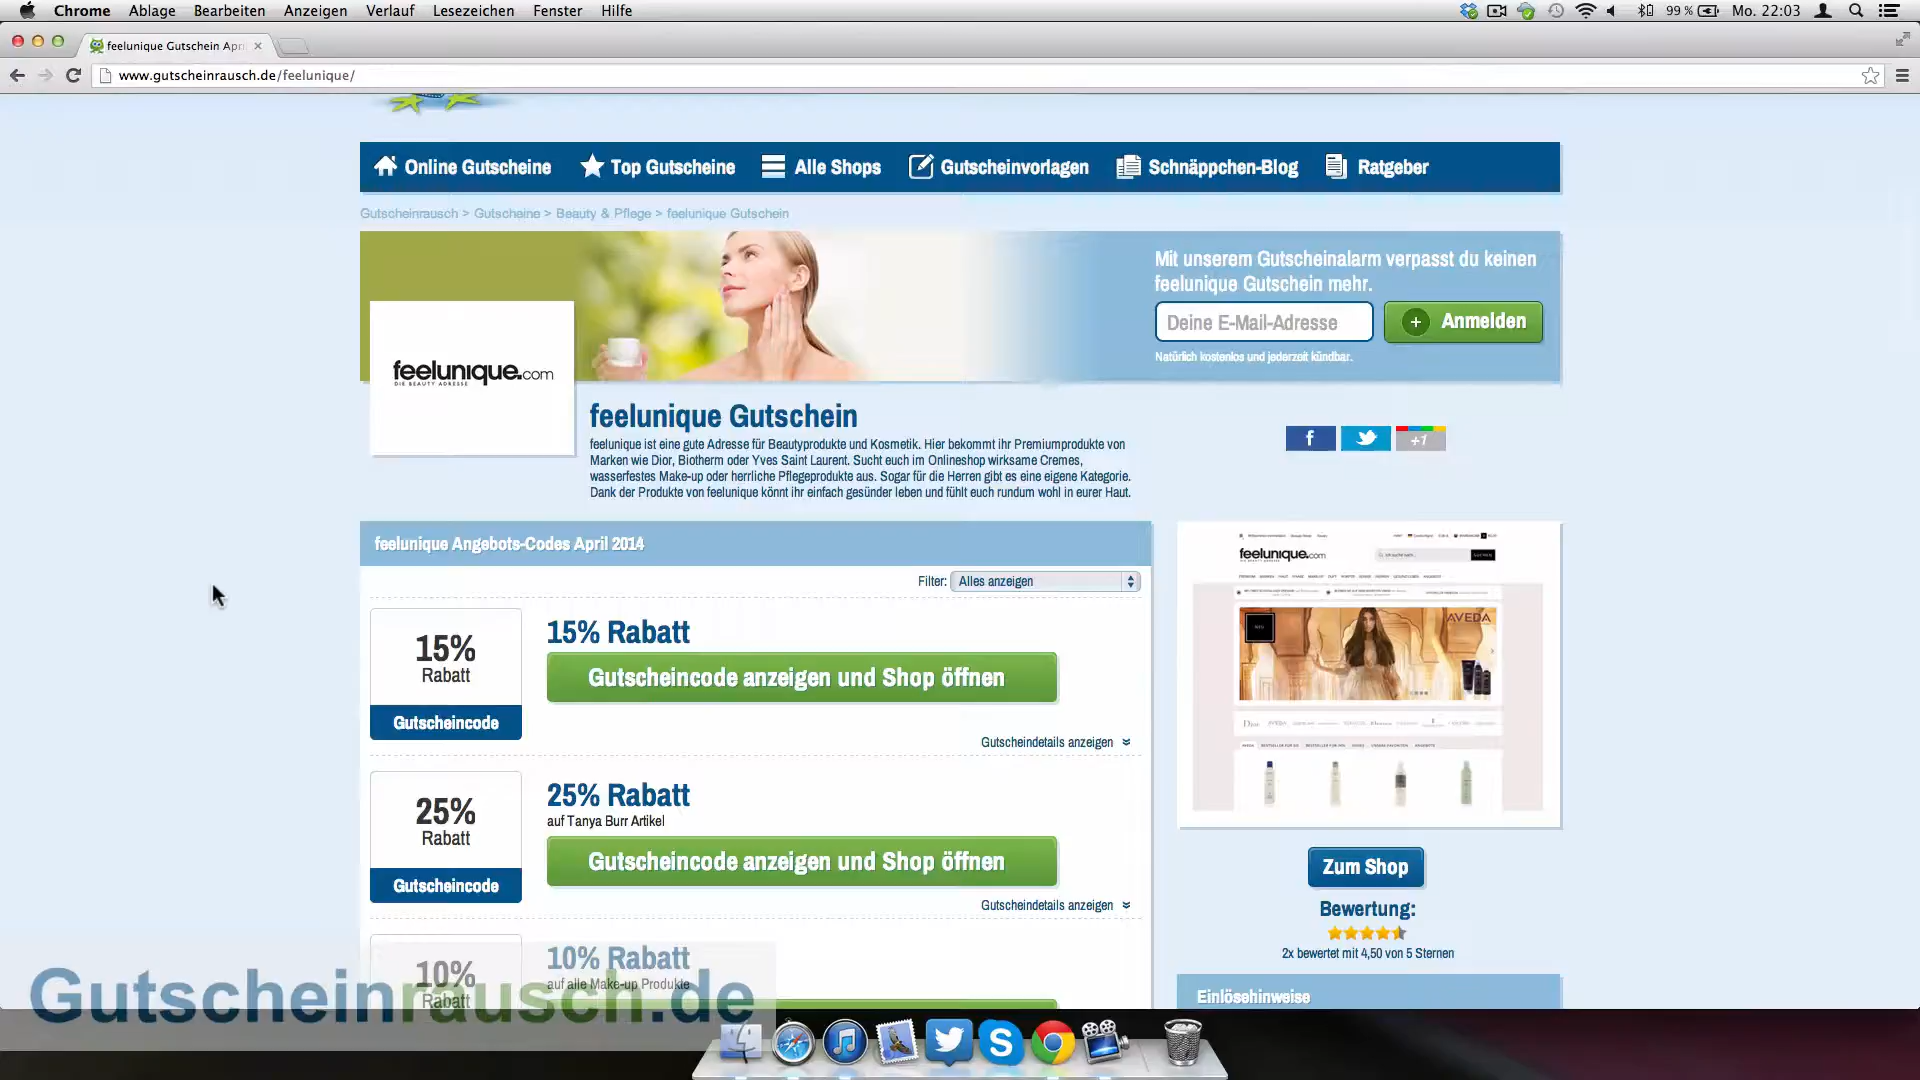 Chrome Ablage Bearbeiten Anzeigen Verlauf Lesezeichen Fenster Hilfe
99 % Mo. 22:03
feelunique Gutschein Apr
www.gutscheinrausch.de/feelunique/
Online Gutscheine Top Gutscheine Alle Shops Gutscheinvorlagen Schnäppchen-Blog Ratgeber
Gutscheinrausch > Gutscheine > Beauty & Pflege > feelunique Gutschein
Mit unserem Gutscheinalarm verpasst du keinen
feelunique Gutschein mehr.
Deine E-Mail-Adresse
+ Anmelden
Natürlich kostenlos und jederzeit kündbar.
feelunique.com
DIE BEAUTY ADRESSE
feelunique Gutschein
feelunique ist eine gute Adresse für Beautyprodukte und Kosmetik. Hier bekommt ihr Premiumprodukte von
Marken wie Dior, Biotherm oder Yves Saint Laurent. Sucht euch im Onlineshop wirksame Cremes,
wasserfestes Make-up oder herrliche Pflegeprodukte aus. Sogar für die Herren gibt es eine eigene Kategorie.
Dank der Produkte von feelunique könnt ihr einfach gesünder leben und fühlt euch rundum wohl in eurer Haut.
f
+1
feelunique Angebots-Codes April 2014
Filter: Alles anzeigen
15%
Rabatt
Gutscheincode
15% Rabatt
Gutscheincode anzeigen und Shop öffnen
Gutscheindetails anzeigen
25%
Rabatt
Gutscheincode
25% Rabatt
auf Tanya Burr Artikel
Gutscheincode anzeigen und Shop öffnen
Gutscheindetails anzeigen
10%
Rabatt
10% Rabatt
auf alle Make-up Produkte
feelunique.com
AVEDA
Zum Shop
Bewertung:
2x bewertet mit 4,50 von 5 Sternen
Einlösehinweise
Gutscheinrausch.de